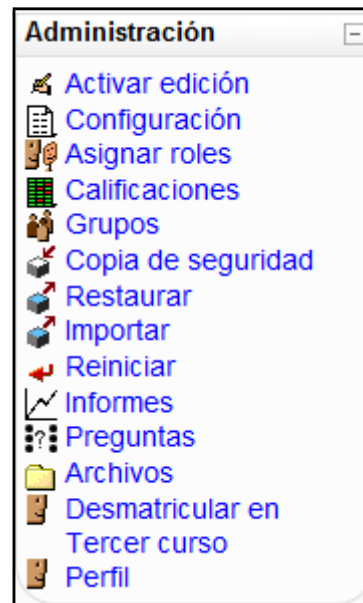 Administración
Activar edición
Configuración
Asignar roles
Calificaciones
Grupos
Copia de seguridad
Restaurar
Importar
Reiniciar
Informes
Preguntas
Archivos
Desmatricular en
Tercer curso
Perfil